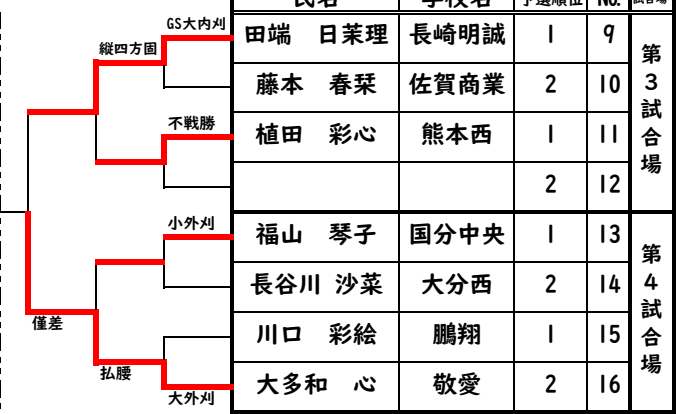 氏名 学校名 予選順位 No. 試合場
GS大内刈
田端 日茉理 長崎明誠 1 9
縦四方固
藤本 春栞 佐賀商業 2 10
第3試合場
不戦勝
植田 彩心 熊本西 1 11
2 12
小外刈
福山 琴子 国分中央 1 13
長谷川 沙菜 大分西 2 14
第4試合場
僅差
川口 彩絵 鵬翔 1 15
払腰
大多和 心 敬愛 2 16
大外刈